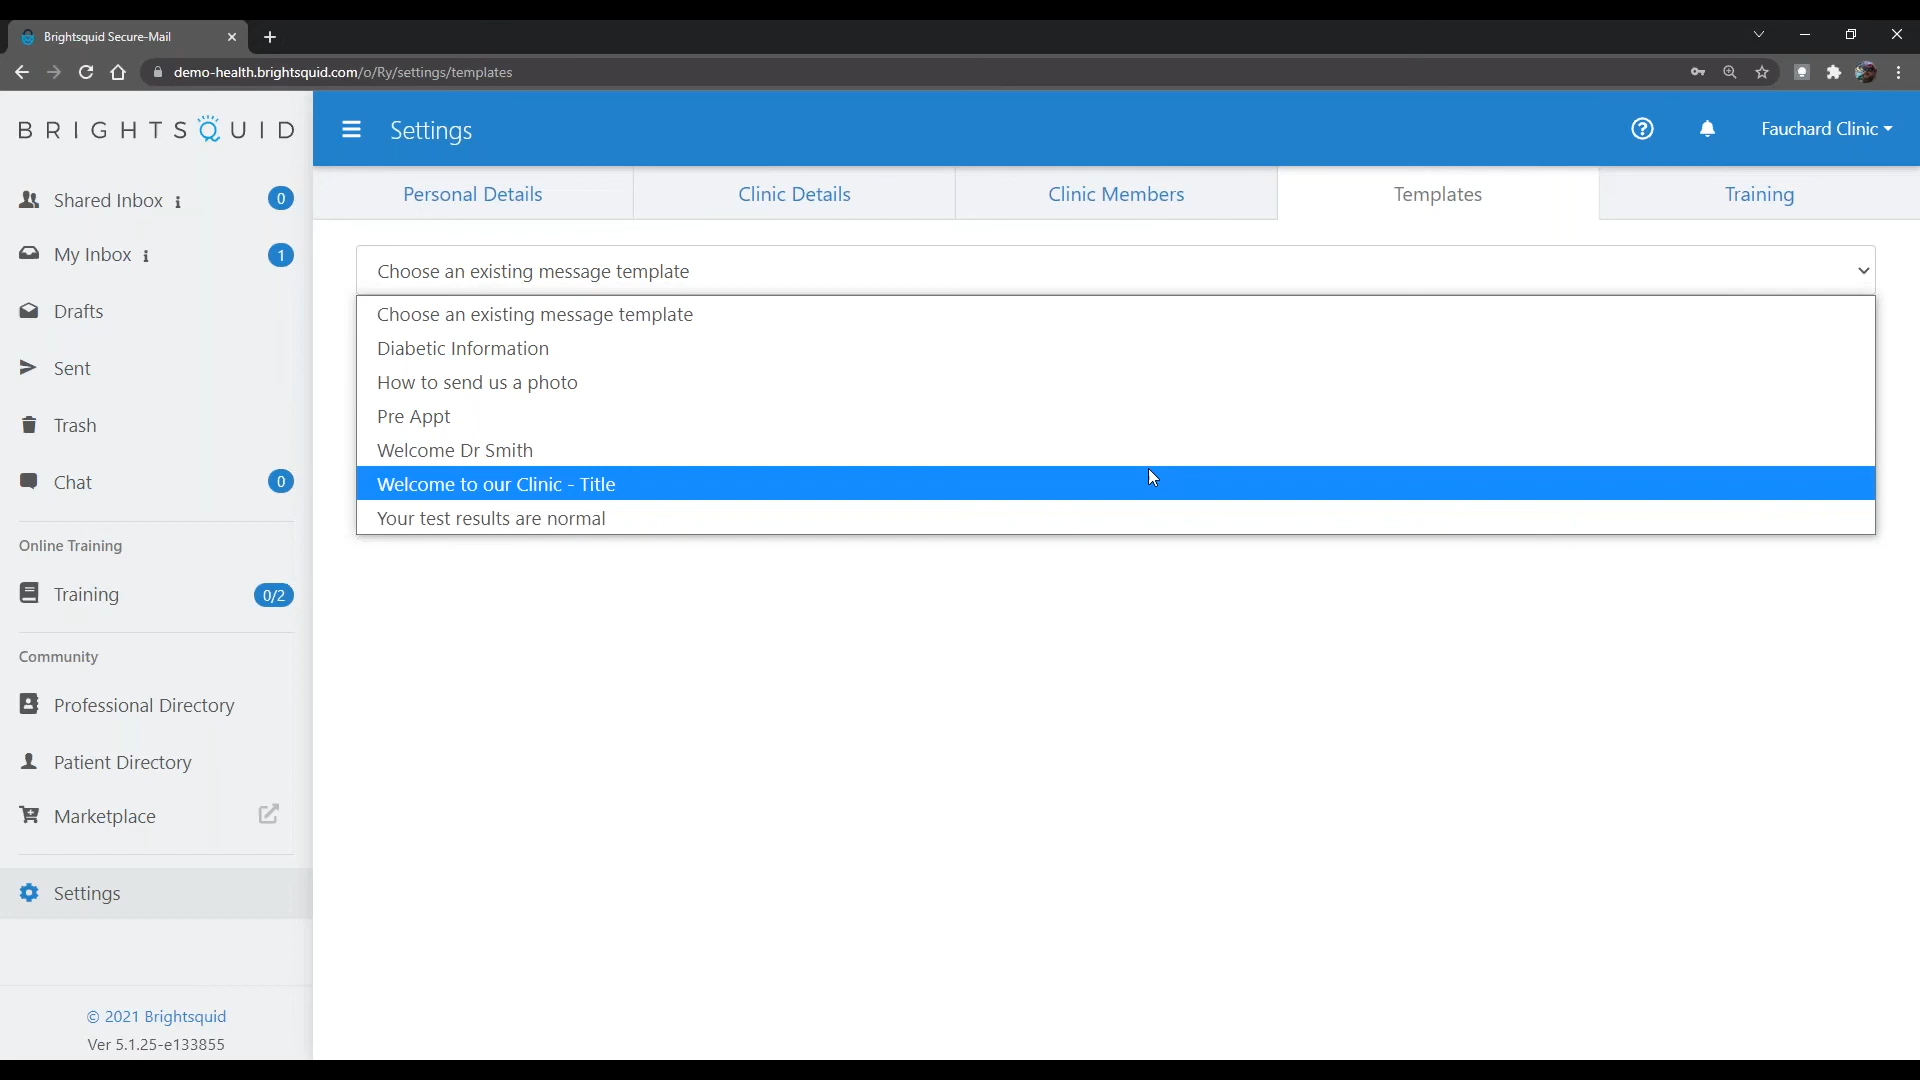 Brightsquid Secure-Mail
demo-health.brightsquid.com/o/Ry/settings/templates
BRIGHTSQUID
Settings
Fauchard Clinic
Shared Inbox
0
My Inbox
1
Drafts
Sent
Trash
Chat
0
Online Training
Training
0/2
Community
Professional Directory
Patient Directory
Marketplace
Settings
© 2021 Brightsquid
Ver 5.1.25-e133855
Personal Details
Clinic Details
Clinic Members
Templates
Training
Choose an existing message template
Choose an existing message template
Diabetic Information
How to send us a photo
Pre Appt
Welcome Dr Smith
Welcome to our Clinic - Title
Your test results are normal